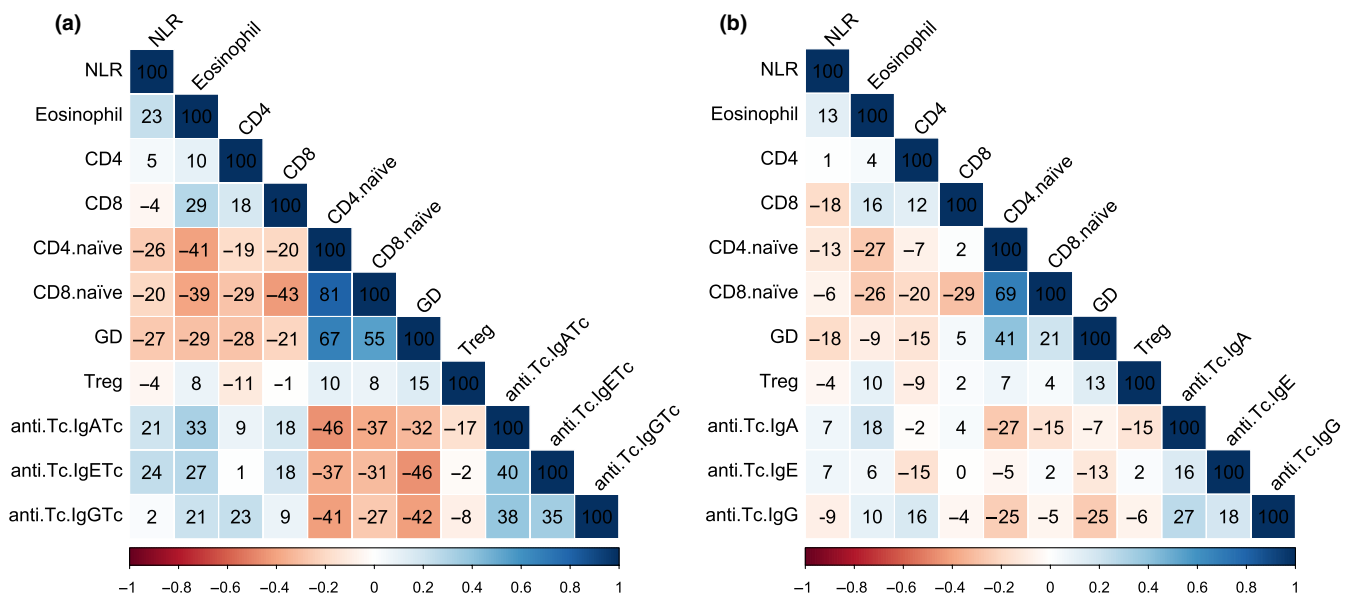 (a)
NLR
Eosinophil
CD4
CD8
CD4.naïve
CD8.naïve
GD
Treg
anti.Tc.IgATc
anti.Tc.IgETc
anti.Tc.IgGTc
NLR 100
Eosinophil 23 100
CD4 5 10 100
CD8 −4 29 18 100
CD4.naïve −26 −41 −19 −20 100
CD8.naïve −20 −39 −29 −43 81 100
GD −27 −29 −28 −21 67 55 100
Treg −4 8 −11 −1 10 8 15 100
anti.Tc.IgATc 21 33 9 18 −46 −37 −32 −17 100
anti.Tc.IgETc 24 27 1 18 −37 −31 −46 −2 40 100
anti.Tc.IgGTc 2 21 23 9 −41 −27 −42 −8 38 35 100
−1 −0.8 −0.6 −0.4 −0.2 0 0.2 0.4 0.6 0.8 1
(b)
NLR
Eosinophil
CD4
CD8
CD4.naïve
CD8.naïve
GD
Treg
anti.Tc.IgA
anti.Tc.IgE
anti.Tc.IgG
NLR 100
Eosinophil 13 100
CD4 1 4 100
CD8 −18 16 12 100
CD4.naïve −13 −27 −7 2 100
CD8.naïve −6 −26 −20 −29 69 100
GD −18 −9 −15 5 41 21 100
Treg −4 10 −9 2 7 4 13 100
anti.Tc.IgA 7 18 −2 4 −27 −15 −7 −15 100
anti.Tc.IgE 7 6 −15 0 −5 2 −13 2 16 100
anti.Tc.IgG −9 10 16 −4 −25 −5 −25 −6 27 18 100
−1 −0.8 −0.6 −0.4 −0.2 0 0.2 0.4 0.6 0.8 1